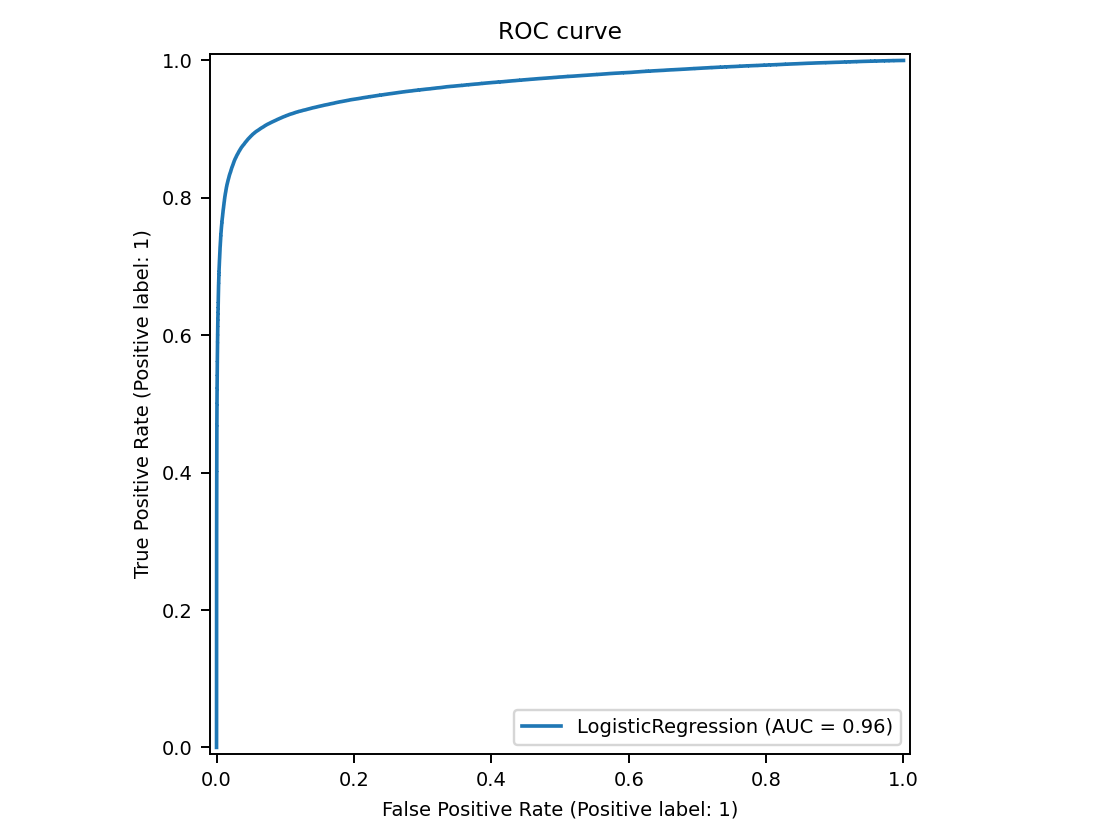 ROC curve
1.0
0.8
0.6
0.4
0.2
0.0
True Positive Rate (Positive label: 1)
LogisticRegression (AUC = 0.96)
0.0 0.2 0.4 0.6 0.8 1.0
False Positive Rate (Positive label: 1)